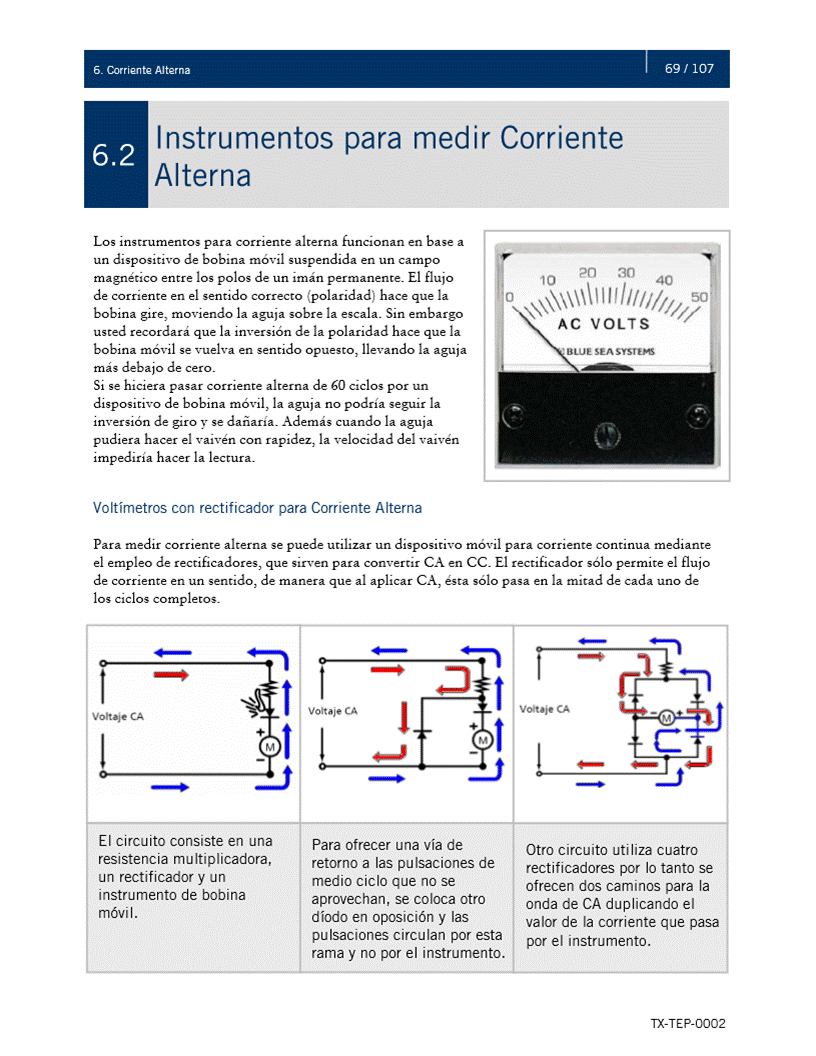 6. Corriente Alterna
69 / 107
6.2
Instrumentos para medir Corriente
Alterna
Los instrumentos para corriente alterna funcionan en base a
un dispositivo de bobina móvil suspendida en un campo
magnético entre los polos de un imán permanente. El flujo
de corriente en el sentido correcto (polaridad) hace que la
bobina gire, moviendo la aguja sobre la escala. Sin embargo
usted recordará que la inversión de la polaridad hace que la
bobina móvil se vuelva en sentido opuesto, llevando la aguja
más debajo de cero.
Si se hiciera pasar corriente alterna de 60 ciclos por un
dispositivo de bobina móvil, la aguja no podría seguir la
inversión de giro y se dañaría. Además cuando la aguja
pudiera hacer el vaivén con rapidez, la velocidad del vaivén
impediría hacer la lectura.
0 10 20 30 40 50
AC VOLTS
BLUE SEA SYSTEMS
Voltímetros con rectificador para Corriente Alterna
Para medir corriente alterna se puede utilizar un dispositivo móvil para corriente continua mediante
el empleo de rectificadores, que sirven para convertir CA en CC. El rectificador sólo permite el flujo
de corriente en un sentido, de manera que al aplicar CA, ésta sólo pasa en la mitad de cada uno de
los ciclos completos.
Voltaje CA
+
M
−
Voltaje CA
+
M
−
Voltaje CA
− M +
El circuito consiste en una
resistencia multiplicadora,
un rectificador y un
instrumento de bobina
móvil.
Para ofrecer una vía de
retorno a las pulsaciones de
medio ciclo que no se
aprovechan, se coloca otro
díodo en oposición y las
pulsaciones circulan por esta
rama y no por el instrumento.
Otro circuito utiliza cuatro
rectificadores por lo tanto se
ofrecen dos caminos para la
onda de CA duplicando el
valor de la corriente que pasa
por el instrumento.
TX-TEP-0002